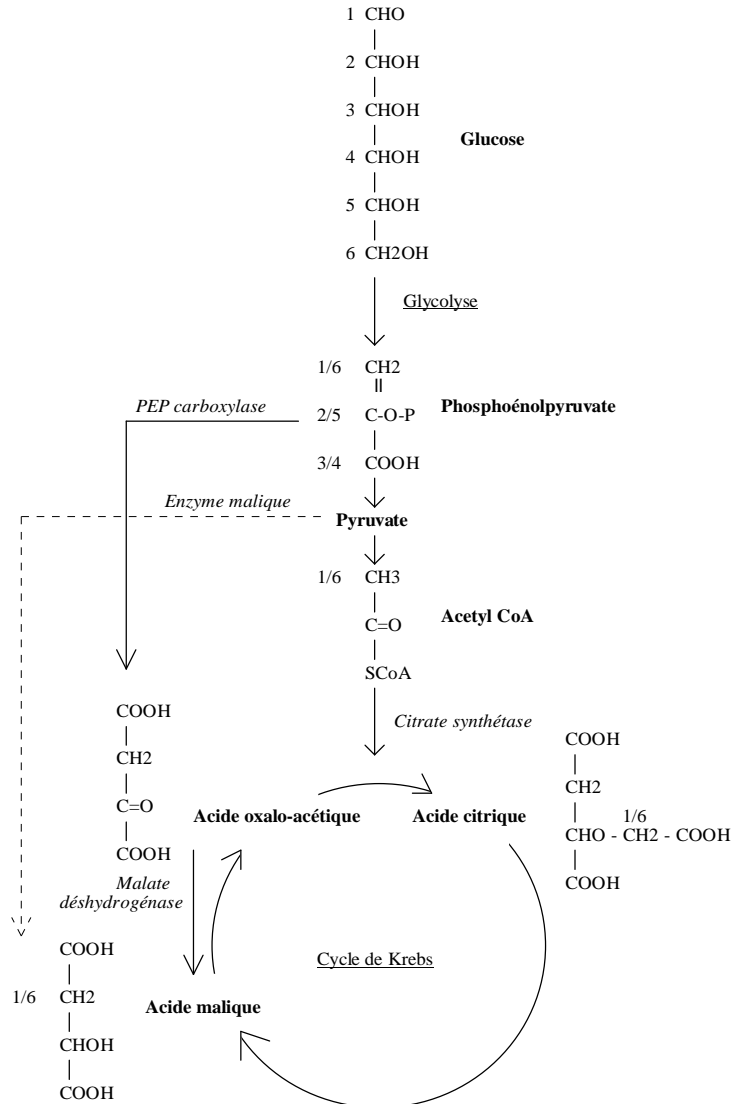 1 CHO
2 CHOH
3 CHOH
Glucose
4 CHOH
5 CHOH
6 CH2OH
Glycolyse
1/6 CH2
PEP carboxylase
2/5 C-O-P
Phosphoénolpyruvate
3/4 COOH
Enzyme malique
Pyruvate
1/6 CH3
C=O
Acetyl CoA
SCoA
Citrate synthétase
COOH
CH2
C=O
COOH
Acide oxalo-acétique
Acide citrique
COOH
CH2
1/6
CHO - CH2 - COOH
COOH
Malate
déshydrogénase
Cycle de Krebs
COOH
1/6 CH2
Acide malique
CHOH
COOH